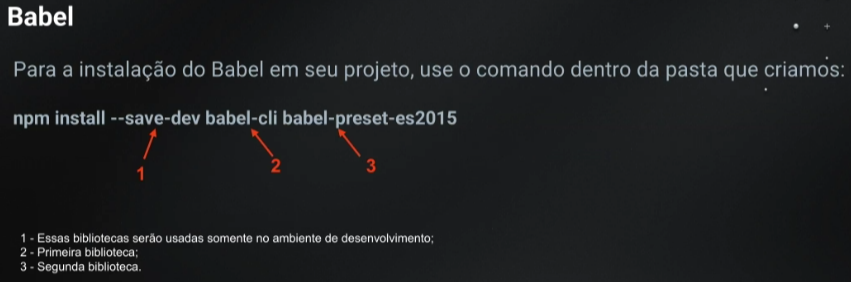 Babel
Para a instalação do Babel em seu projeto, use o comando dentro da pasta que criamos:
npm install --save-dev babel-cli babel-preset-es2015
1
2
3
1 - Essas bibliotecas serão usadas somente no ambiente de desenvolvimento;
2 - Primeira biblioteca;
3 - Segunda biblioteca.